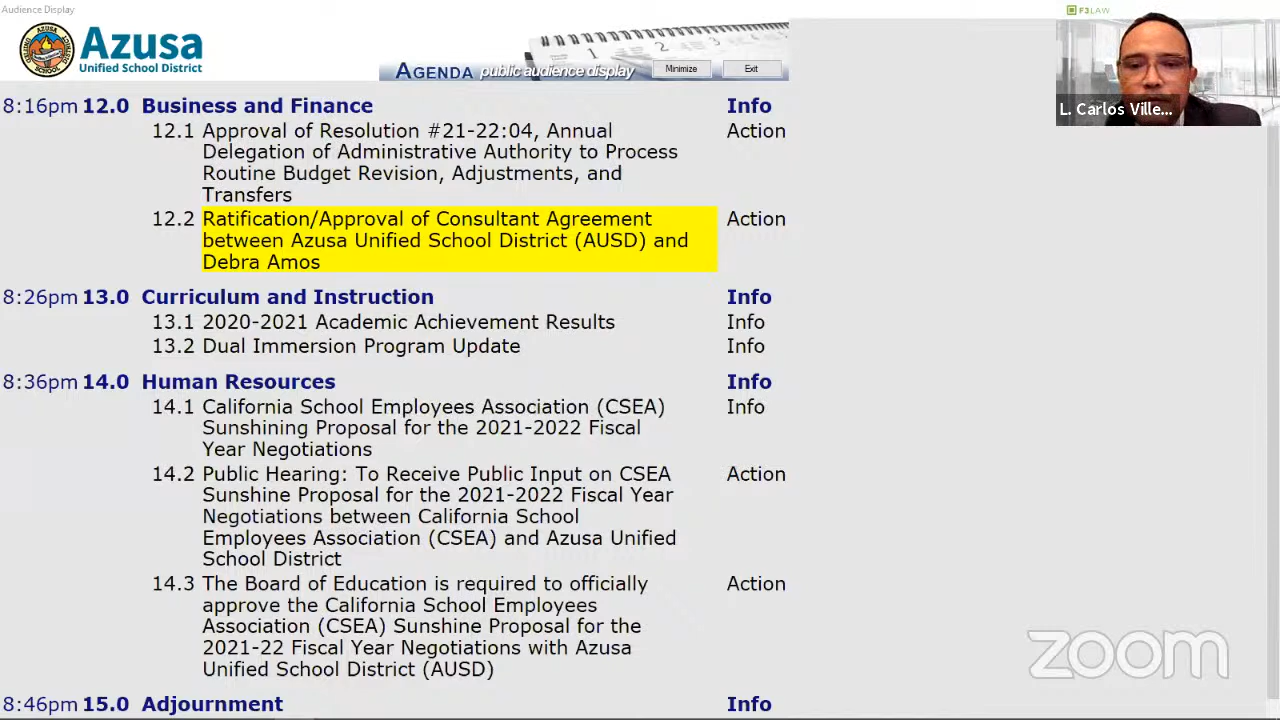 Audience Display
F3LAW
Azusa
Unified School District
AGENDA public audience display
Minimize
Exit
L. Carlos Ville...
8:16pm 12.0 Business and Finance Info
12.1 Approval of Resolution #21-22:04, Annual Action
Delegation of Administrative Authority to Process
Routine Budget Revision, Adjustments, and
Transfers
12.2 Ratification/Approval of Consultant Agreement Action
between Azusa Unified School District (AUSD) and
Debra Amos
8:26pm 13.0 Curriculum and Instruction Info
13.1 2020-2021 Academic Achievement Results Info
13.2 Dual Immersion Program Update Info
8:36pm 14.0 Human Resources Info
14.1 California School Employees Association (CSEA) Info
Sunshining Proposal for the 2021-2022 Fiscal
Year Negotiations
14.2 Public Hearing: To Receive Public Input on CSEA Action
Sunshine Proposal for the 2021-2022 Fiscal Year
Negotiations between California School
Employees Association (CSEA) and Azusa Unified
School District
14.3 The Board of Education is required to officially Action
approve the California School Employees
Association (CSEA) Sunshine Proposal for the
2021-22 Fiscal Year Negotiations with Azusa
Unified School District (AUSD)
zoom
8:46pm 15.0 Adjournment Info